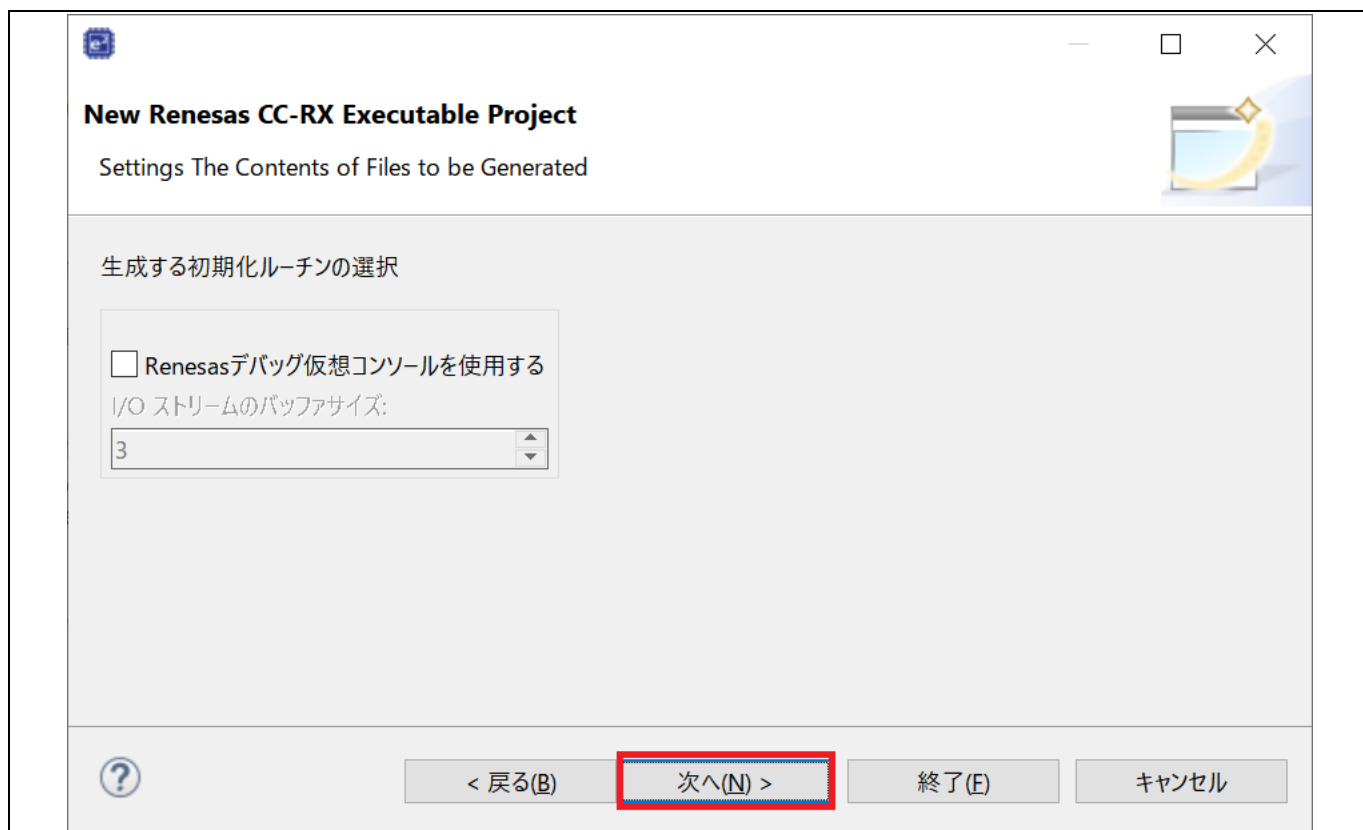 New Renesas CC-RX Executable Project
Settings The Contents of Files to be Generated
生成する初期化ルーチンの選択
Renesasデバッグ仮想コンソールを使用する
I/O ストリームのバッファサイズ:
3
< 戻る(B)
次へ(N) >
終了(F)
キャンセル